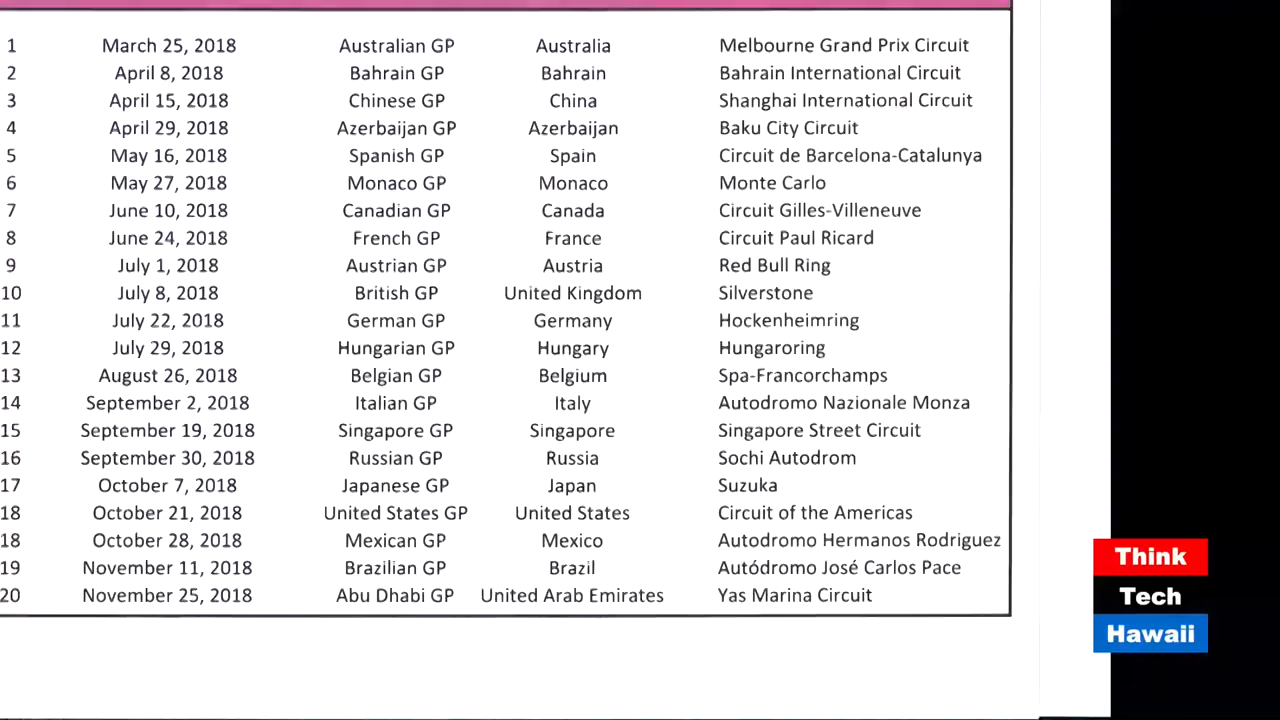 1 March 25, 2018 Australian GP Australia Melbourne Grand Prix Circuit
2 April 8, 2018 Bahrain GP Bahrain Bahrain International Circuit
3 April 15, 2018 Chinese GP China Shanghai International Circuit
4 April 29, 2018 Azerbaijan GP Azerbaijan Baku City Circuit
5 May 16, 2018 Spanish GP Spain Circuit de Barcelona-Catalunya
6 May 27, 2018 Monaco GP Monaco Monte Carlo
7 June 10, 2018 Canadian GP Canada Circuit Gilles-Villeneuve
8 June 24, 2018 French GP France Circuit Paul Ricard
9 July 1, 2018 Austrian GP Austria Red Bull Ring
10 July 8, 2018 British GP United Kingdom Silverstone
11 July 22, 2018 German GP Germany Hockenheimring
12 July 29, 2018 Hungarian GP Hungary Hungaroring
13 August 26, 2018 Belgian GP Belgium Spa-Francorchamps
14 September 2, 2018 Italian GP Italy Autodromo Nazionale Monza
15 September 19, 2018 Singapore GP Singapore Singapore Street Circuit
16 September 30, 2018 Russian GP Russia Sochi Autodrom
17 October 7, 2018 Japanese GP Japan Suzuka
18 October 21, 2018 United States GP United States Circuit of the Americas
18 October 28, 2018 Mexican GP Mexico Autodromo Hermanos Rodriguez
19 November 11, 2018 Brazilian GP Brazil Autódromo José Carlos Pace
20 November 25, 2018 Abu Dhabi GP United Arab Emirates Yas Marina Circuit
Think
Tech
Hawaii